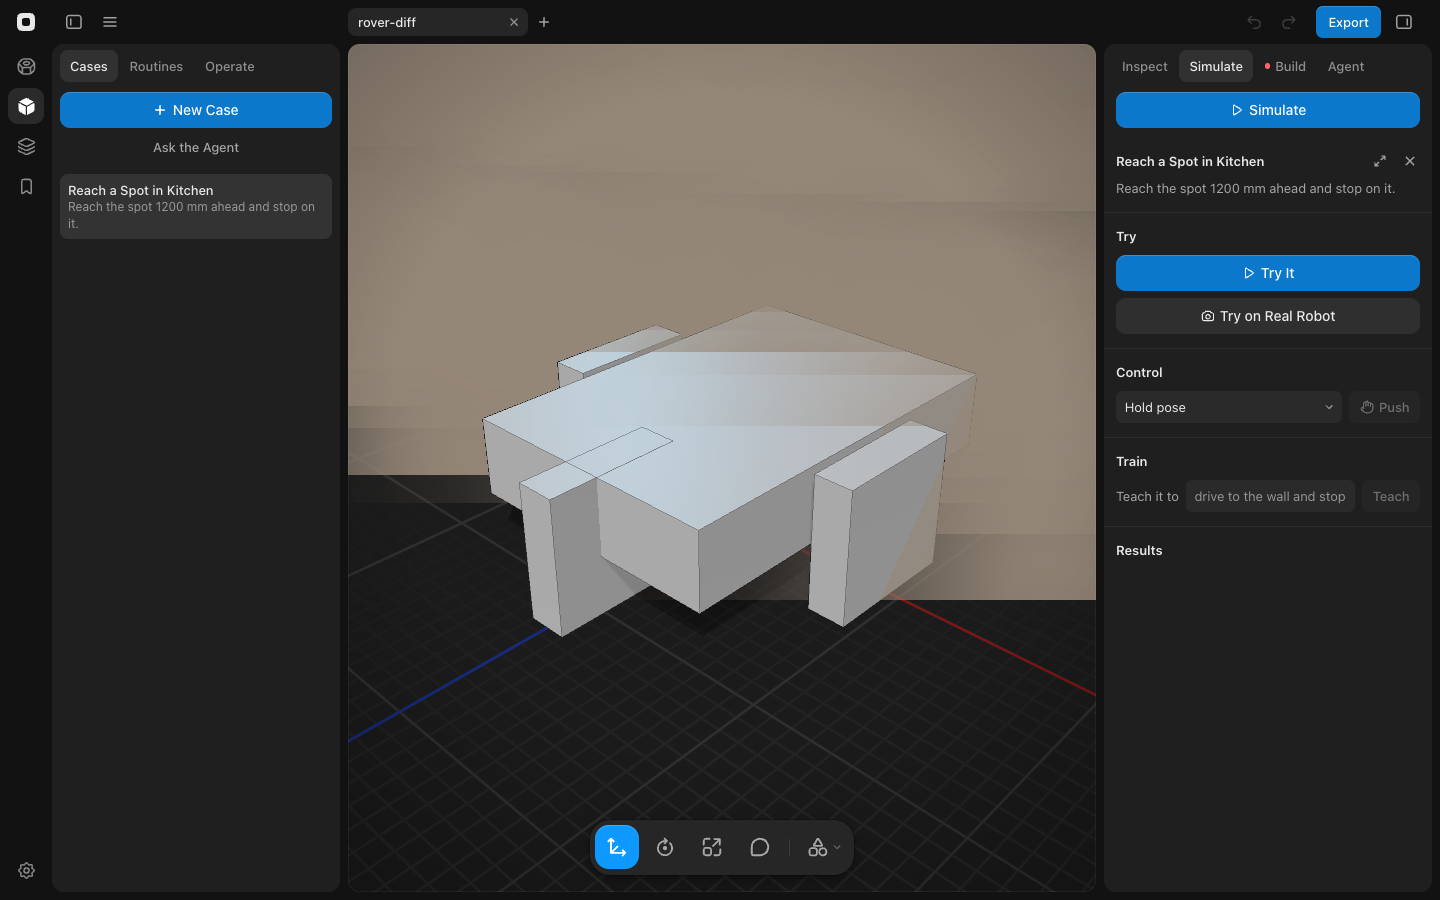 rover-diff
Export
Cases
Routines
Operate
New Case
Ask the Agent
Reach a Spot in Kitchen
Reach the spot 1200 mm ahead and stop on
it.
Inspect
Simulate
Build
Agent
Simulate
Reach a Spot in Kitchen
Reach the spot 1200 mm ahead and stop on it.
Try
Try It
Try on Real Robot
Control
Hold pose
Push
Train
Teach it to
drive to the wall and stop
Teach
Results